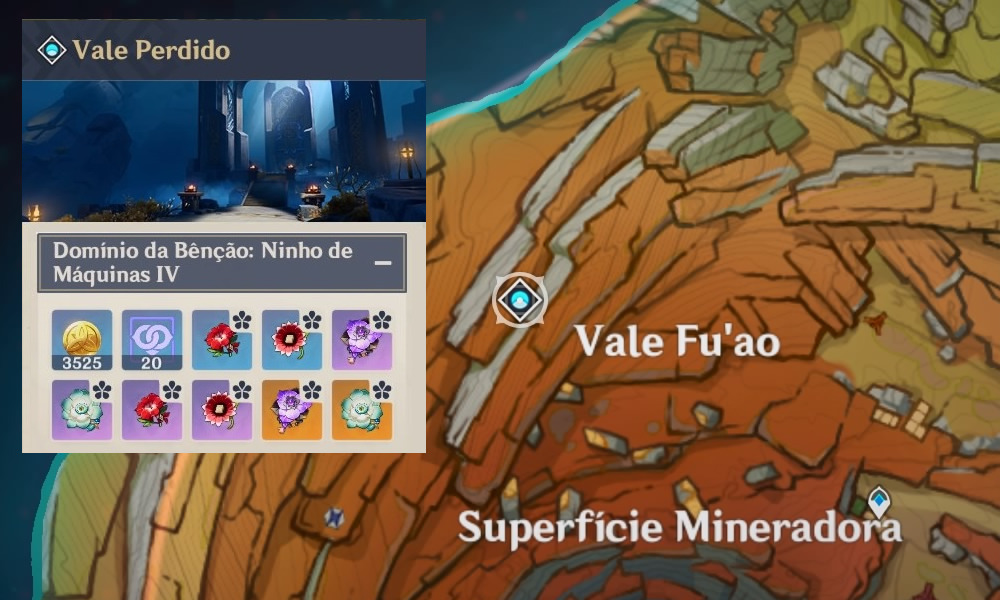 Vale Perdido
Domínio da Bênção: Ninho de
Máquinas IV
3525
20
Vale Fu'ao
Superfície Mineradora